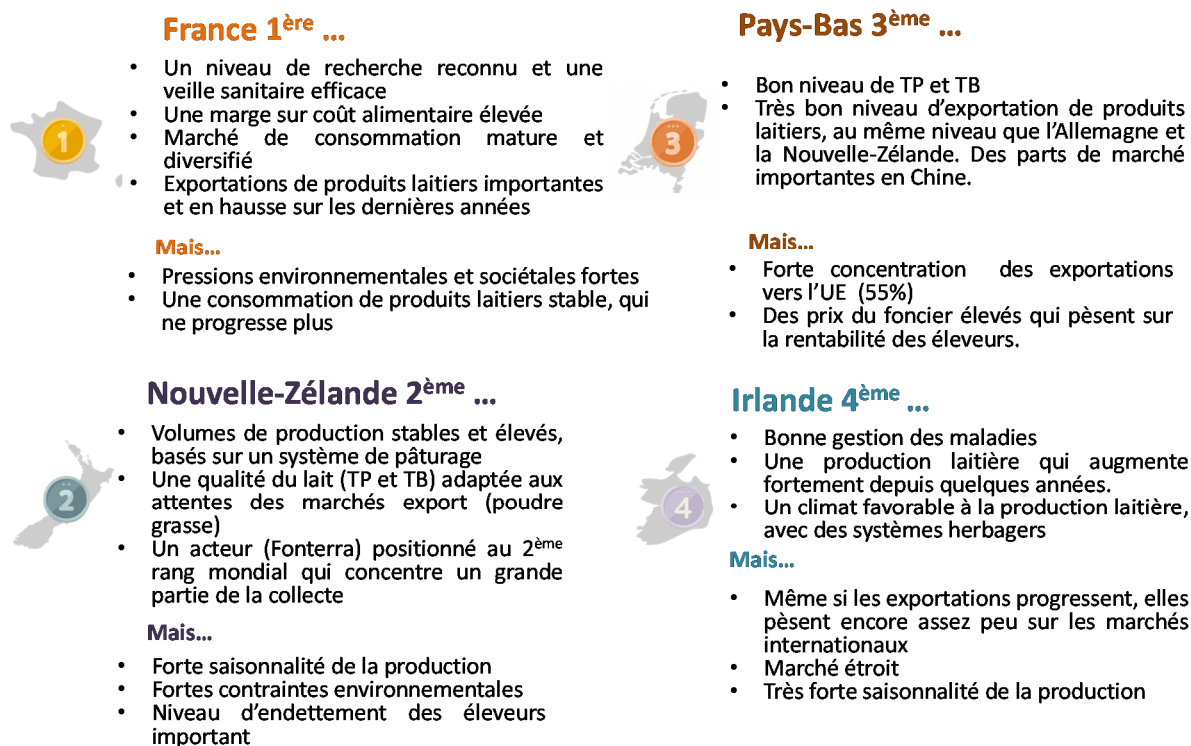 France 1ère ...
• Un niveau de recherche reconnu et une
veille sanitaire efficace
• Une marge sur coût alimentaire élevée
• Marché de consommation mature et
diversifié
• Exportations de produits laitiers importantes
et en hausse sur les dernières années
Mais...
• Pressions environnementales et sociétales fortes
• Une consommation de produits laitiers stable, qui
ne progresse plus
1
Pays-Bas 3ème ...
• Bon niveau de TP et TB
• Très bon niveau d'exportation de produits
laitiers, au même niveau que l'Allemagne et
la Nouvelle-Zélande. Des parts de marché
importantes en Chine.
Mais...
• Forte concentration des exportations
vers l'UE (55%)
• Des prix du foncier élevés qui pèsent sur
la rentabilité des éleveurs.
3
Nouvelle-Zélande 2ème ...
• Volumes de production stables et élevés,
basés sur un système de pâturage
• Une qualité du lait (TP et TB) adaptée aux
attentes des marchés export (poudre
grasse)
• Un acteur (Fonterra) positionné au 2ème
rang mondial qui concentre un grande
partie de la collecte
Mais...
• Forte saisonnalité de la production
• Fortes contraintes environnementales
• Niveau d'endettement des éleveurs
important
2
Irlande 4ème ...
• Bonne gestion des maladies
• Une production laitière qui augmente
fortement depuis quelques années.
• Un climat favorable à la production laitière,
avec des systèmes herbagers
Mais...
• Même si les exportations progressent, elles
pèsent encore assez peu sur les marchés
internationaux
• Marché étroit
• Très forte saisonnalité de la production
4